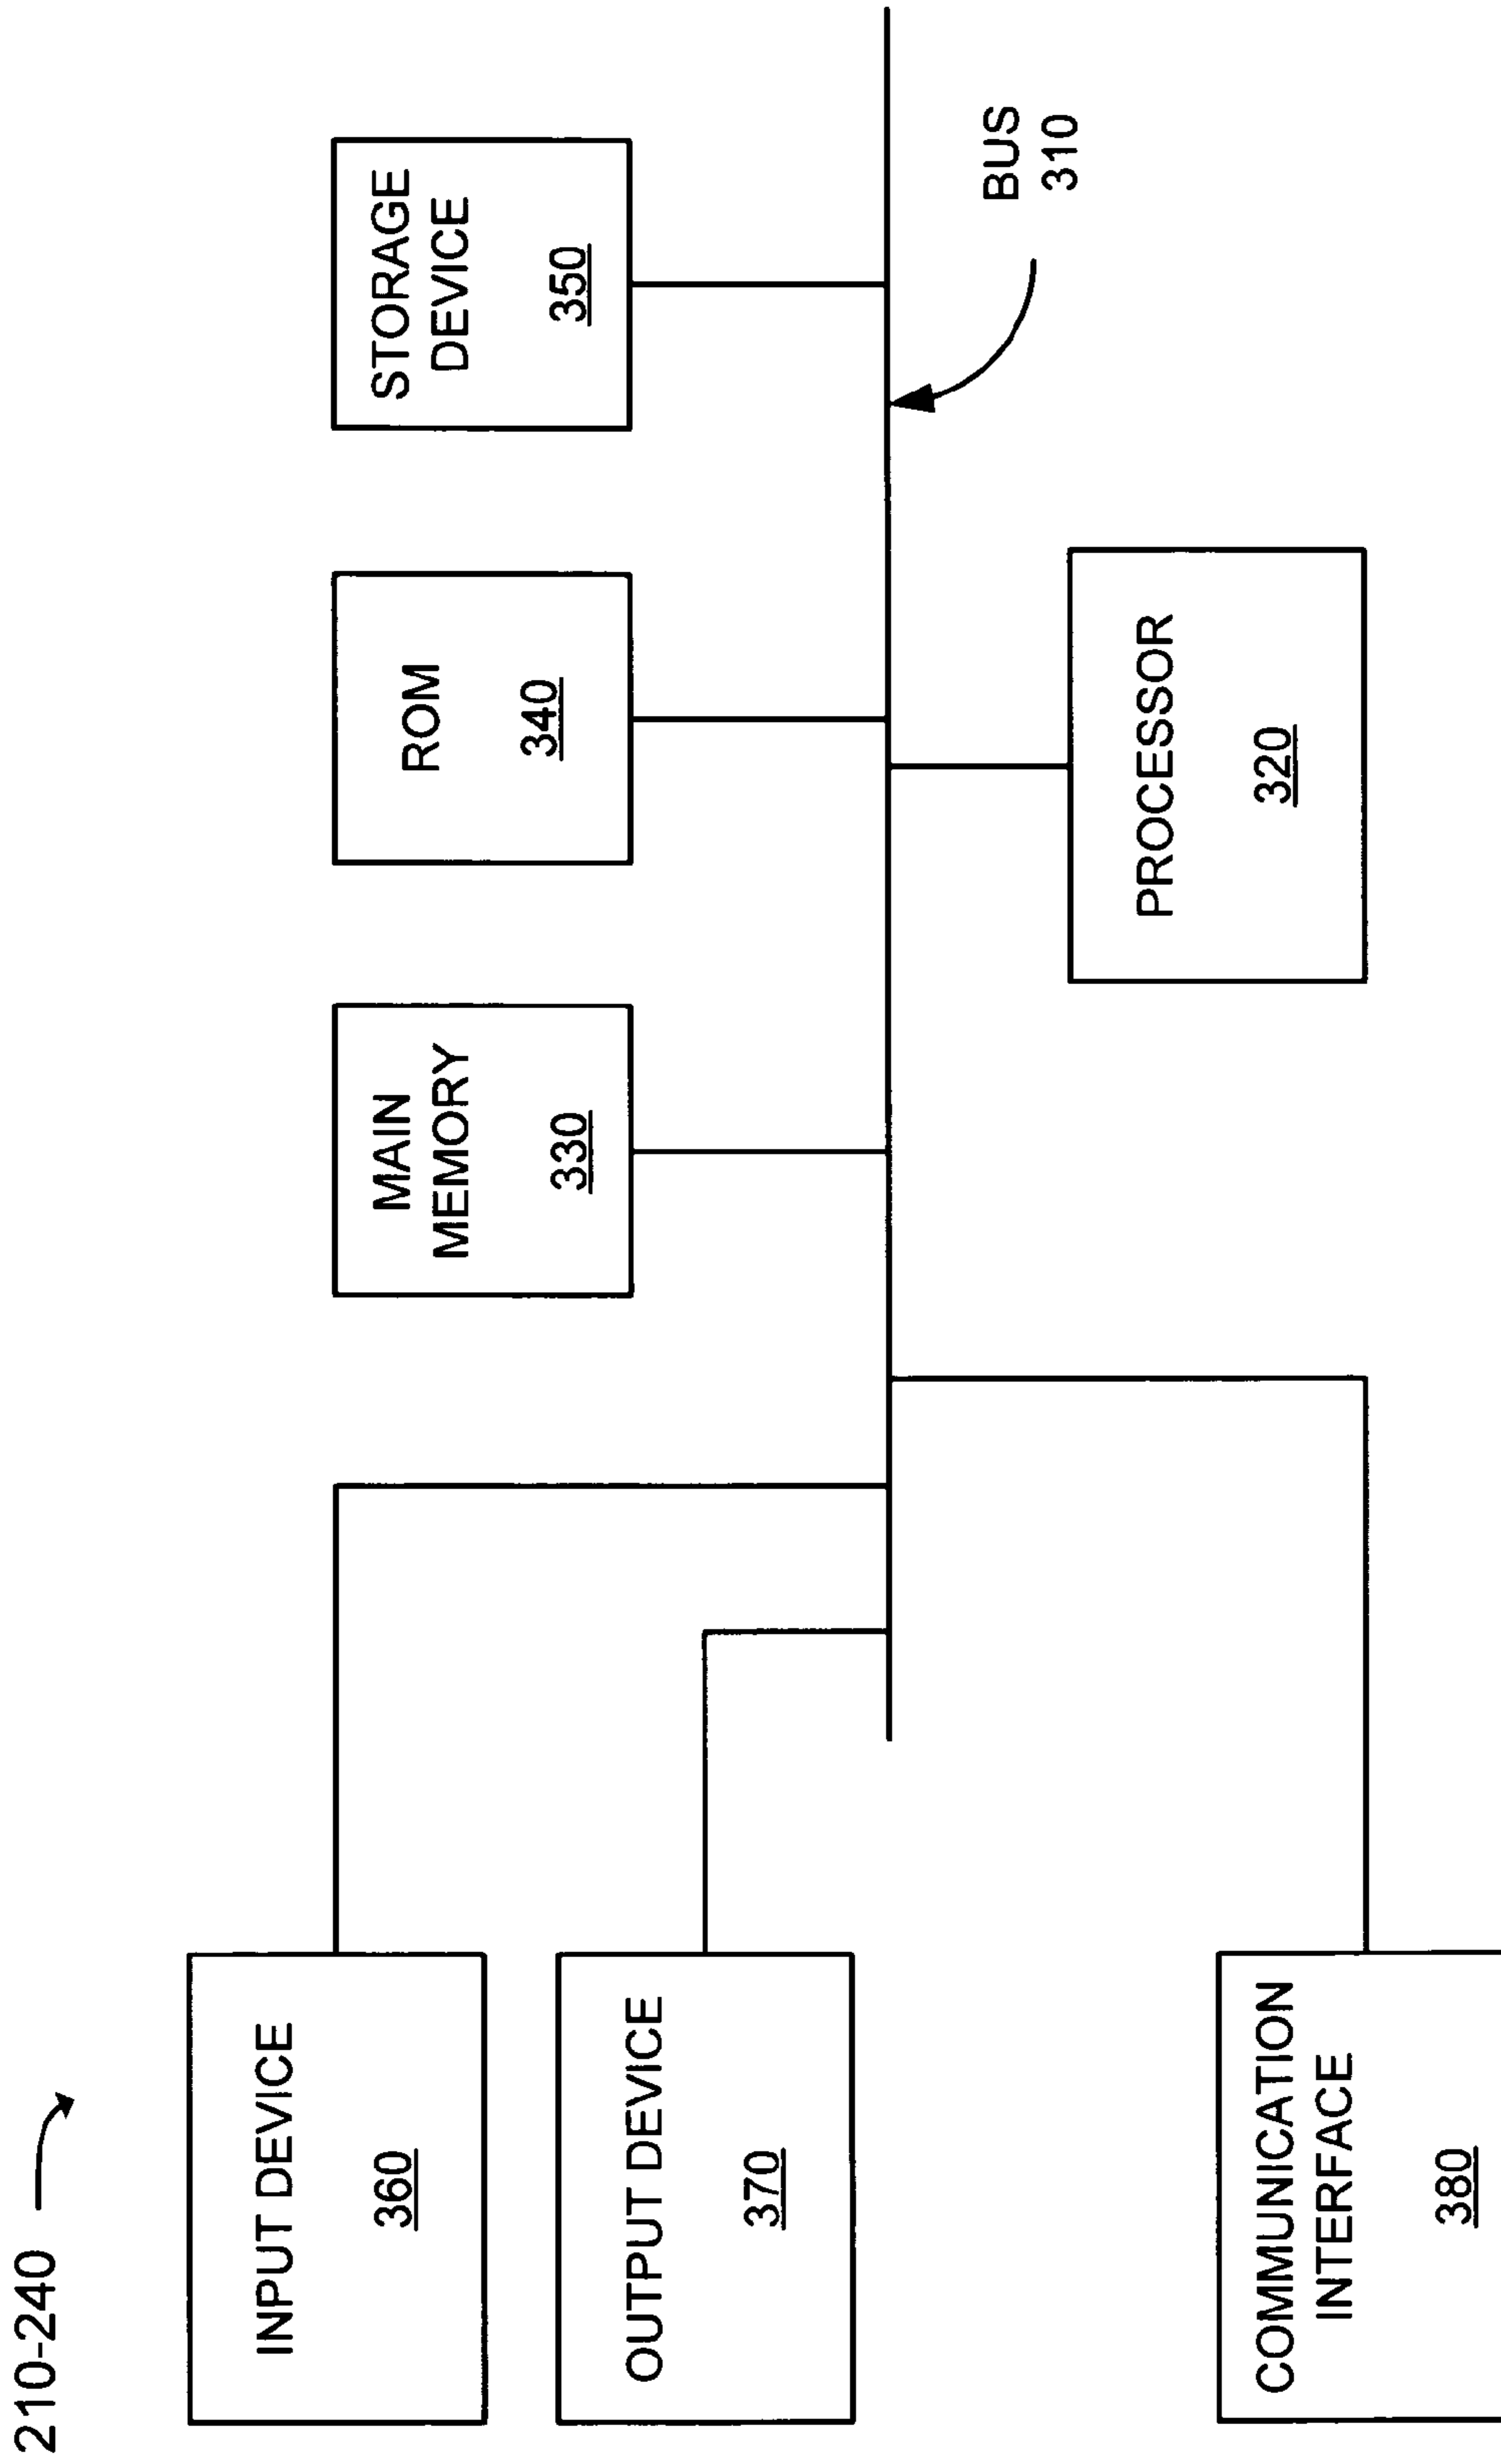 210-240
INPUT DEVICE
360
OUTPUT DEVICE
370
COMMUNICATION
INTERFACE
380
MAIN
MEMORY
330
ROM
340
STORAGE
DEVICE
350
PROCESSOR
320
BUS
310